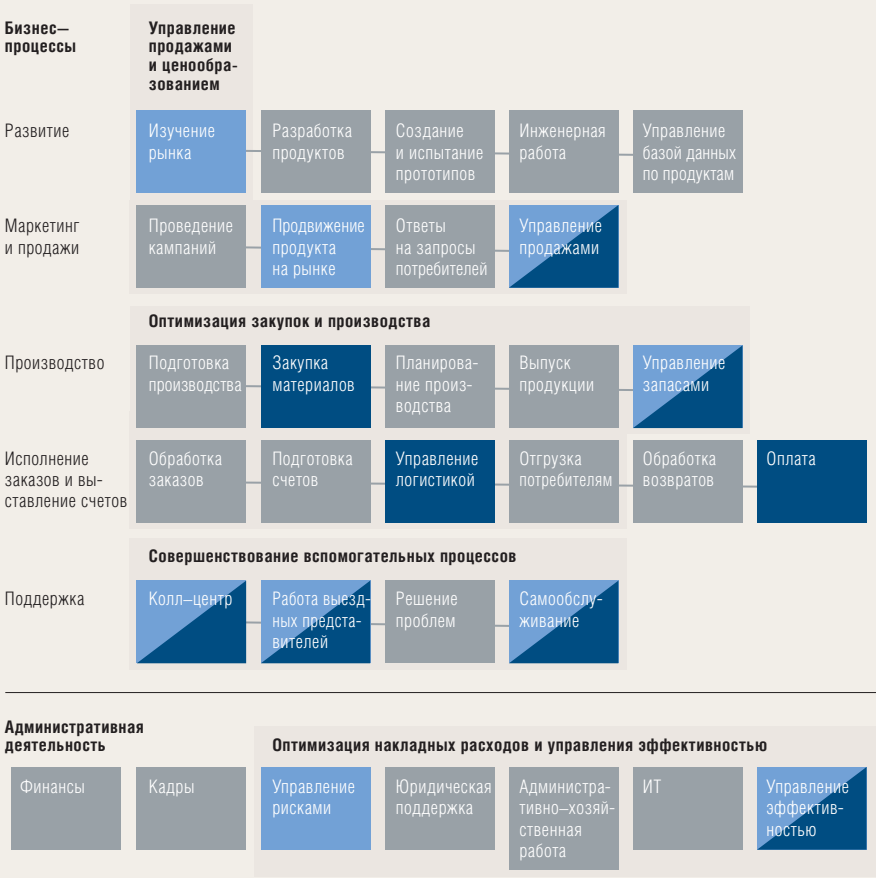 Бизнес—
процессы
Управление
продажами
и ценообра-
зованием
Развитие
Изучение
рынка
Разработка
продуктов
Создание
и испытание
прототипов
Инженерная
работа
Управление
базой данных
по продуктам
Маркетинг
и продажи
Проведение
кампаний
Продвижение
продукта
на рынке
Ответы
на запросы
потребителей
Управление
продажами
Оптимизация закупок и производства
Производство
Подготовка
производства
Закупка
материалов
Планирова-
ние произ-
водства
Выпуск
продукции
Управление
запасами
Исполнение
заказов и вы-
ставление счетов
Обработка
заказов
Подготовка
счетов
Управление
логистикой
Отгрузка
потребителям
Обработка
возвратов
Оплата
Совершенствование вспомогательных процессов
Поддержка
Колл—центр
Работа выезд-
ных предста-
вителей
Решение
проблем
Самообслу-
живание
Административная
деятельность
Оптимизация накладных расходов и управления эффективностью
Финансы
Кадры
Управление
рисками
Юридическая
поддержка
Администра-
тивно—хозяй-
ственная
работа
ИТ
Управление
эффектив-
ностью